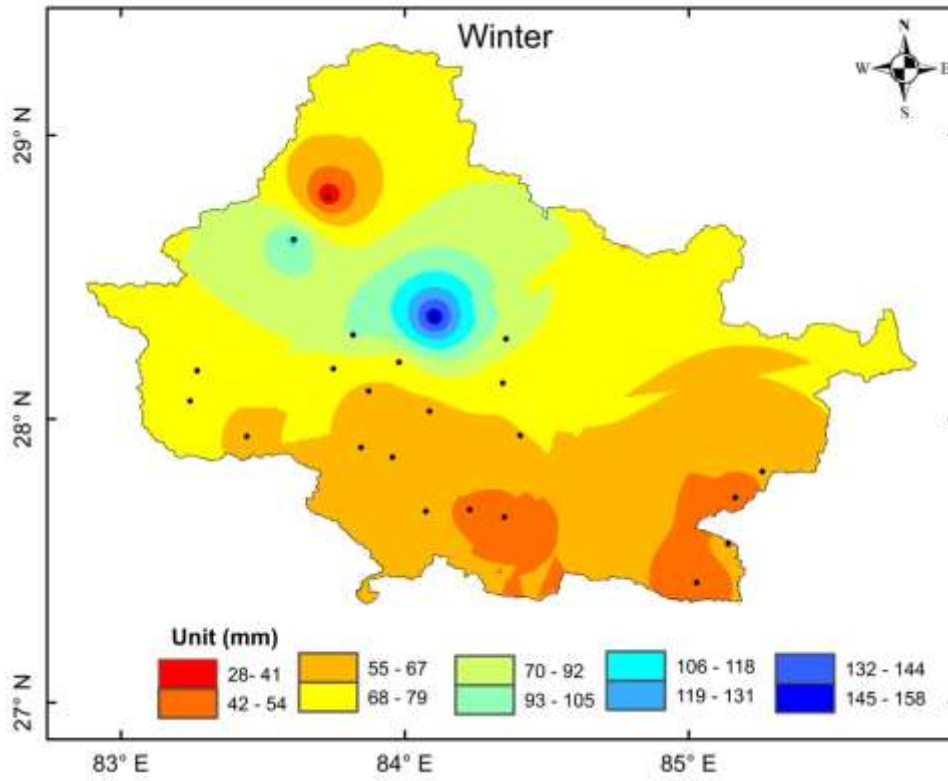 Winter
N
W E
S
29° N
28° N
27° N
Unit (mm)
28 - 41 55 - 67 70 - 92 106 - 118 132 - 144
42 - 54 68 - 79 93 - 105 119 - 131 145 - 158
83° E 84° E 85° E